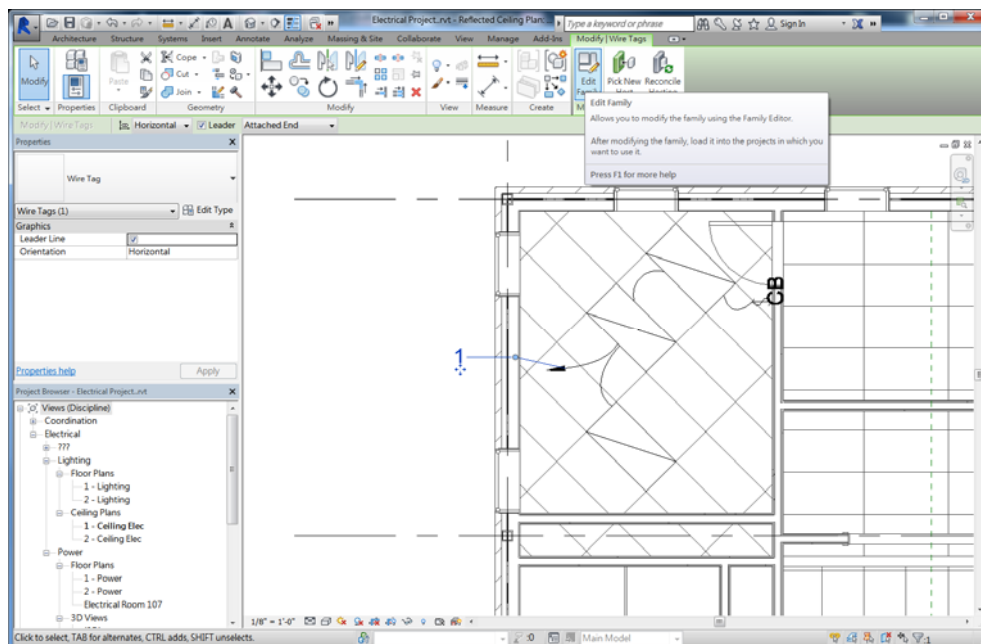 Electrical Project..rvt - Reflected Ceiling Plan:
Type a keyword or phrase
Sign In
Architecture Structure Systems Insert Annotate Analyze Massing & Site Collaborate View Manage Add-Ins Modify | Wire Tags
Modify
Paste
Cope
Cut
Join
Edit Family
Pick New Host
Reconcile Hosting
Select Properties Clipboard Geometry Modify View Measure Create
Modify | Wire Tags Horizontal Leader Attached End
Edit Family
Allows you to modify the family using the Family Editor.
After modifying the family, load it into the projects in which you want to use it.
Press F1 for more help
Properties X
Wire Tag
Wire Tags (1) Edit Type
Graphics
Leader Line
Orientation Horizontal
Properties help Apply
CB
1
Project Browser - Electrical Project..rvt X
Views (Discipline)
Coordination
Electrical
???
Lighting
Floor Plans
1 - Lighting
2 - Lighting
Ceiling Plans
1 - Ceiling Elec
2 - Ceiling Elec
Power
Floor Plans
1 - Power
2 - Power
Electrical Room 107
3D Views
1/8" = 1'-0"
Click to select, TAB for alternates, CTRL adds, SHIFT unselects.
:0
Main Model
:1